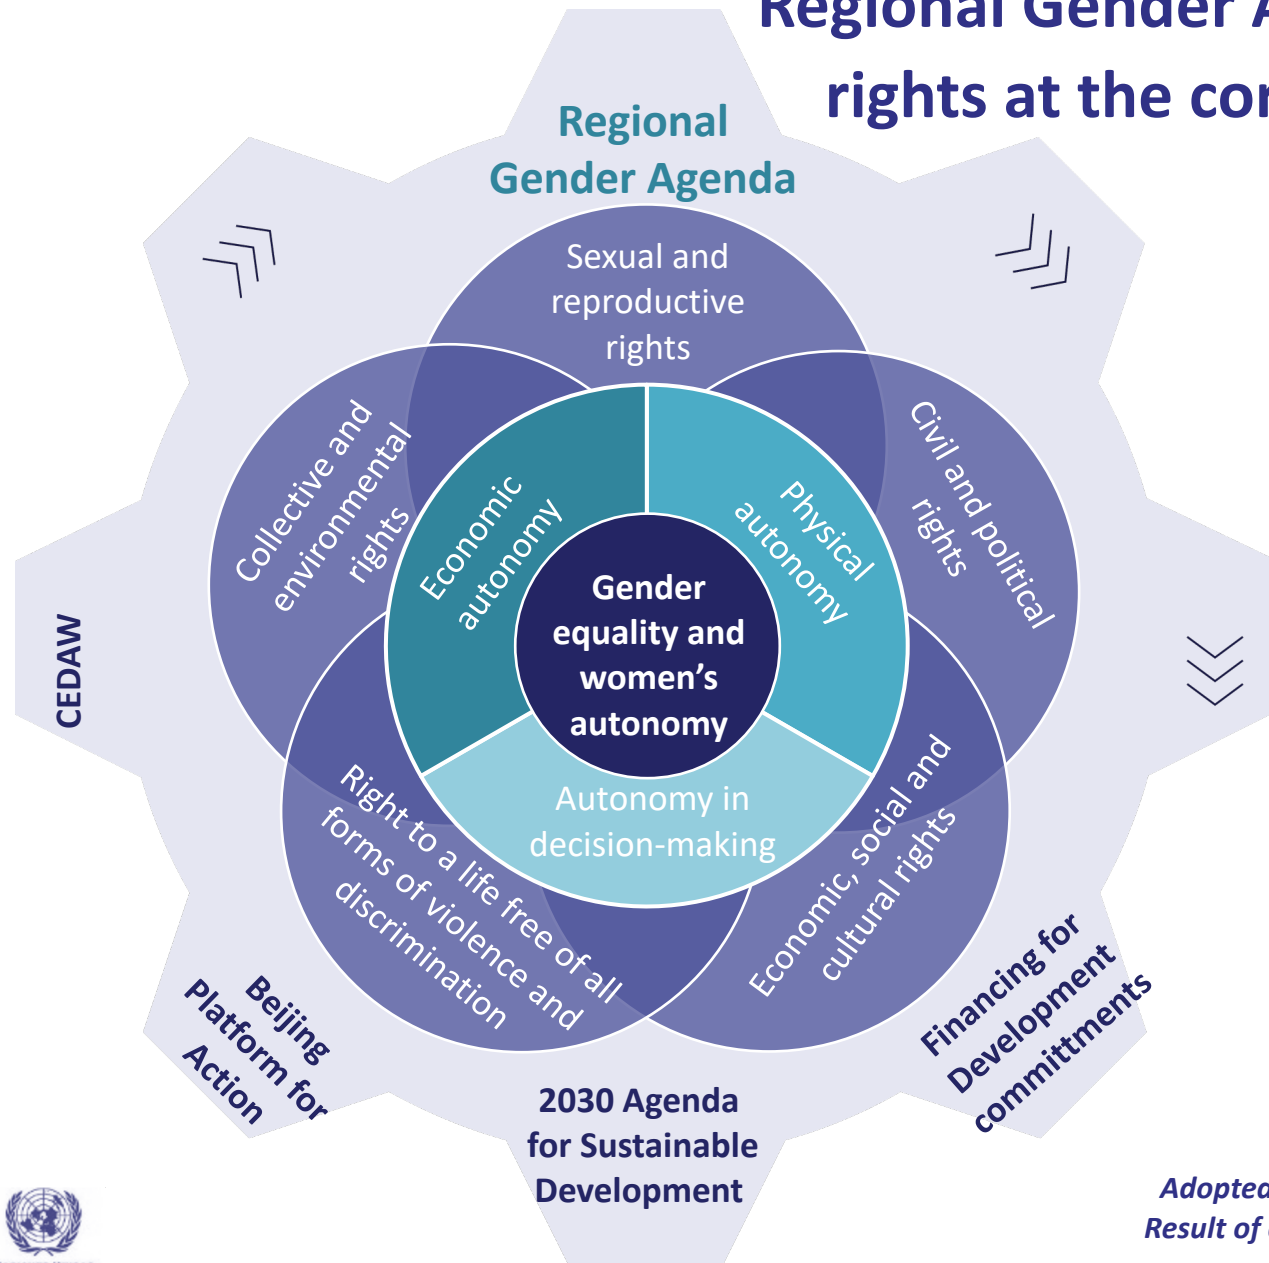 Regional Gender A
rights at the cor
Regional
Gender Agenda
Sexual and
reproductive
rights
Collective and
environmental
rights
Civil and political
rights
Economic
autonomy
Physical
autonomy
Gender
equality and
women's
autonomy
CEDAW
Autonomy in
decision-making
Right to a life free of all
forms of violence and
discrimination
Economic, social and
cultural rights
Beijing
Platform for
Action
2030 Agenda
for Sustainable
Development
Financing for
Development
committments
Adopted
Result of